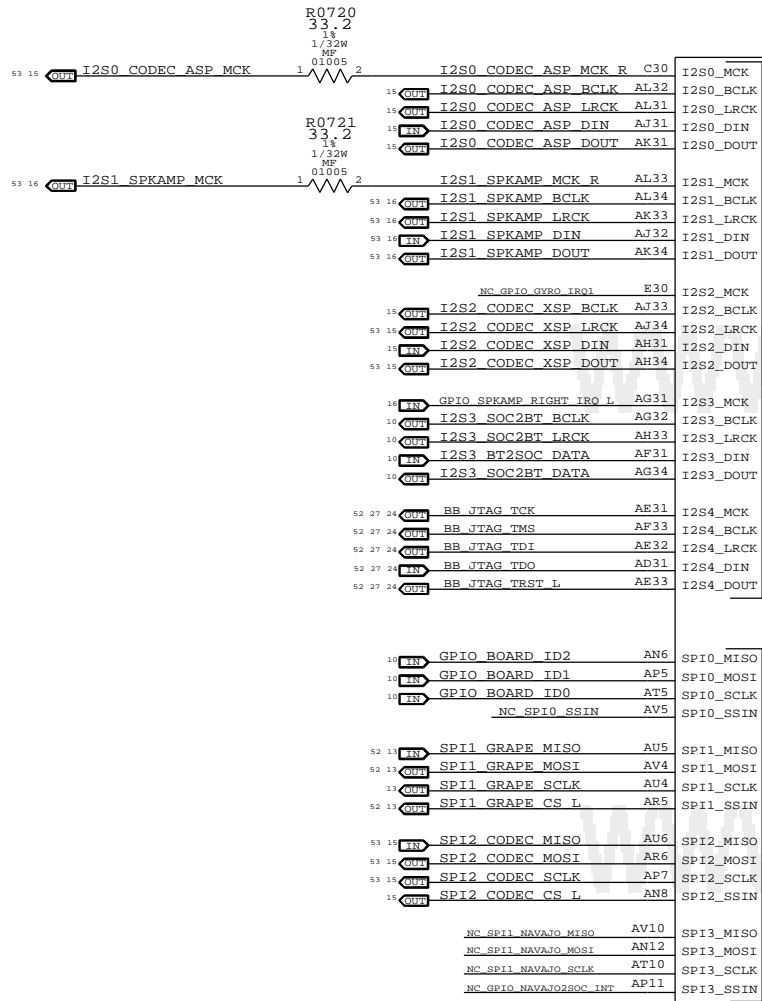 R0720
33.2
1%
1/32W
MF
01005
53 15 OUT I2S0_CODEC_ASP_MCK 1 2 I2S0_CODEC_ASP_MCK_R C30 I2S0_MCK
15 OUT I2S0_CODEC_ASP_BCLK AL32 I2S0_BCLK
15 OUT I2S0_CODEC_ASP_LRCK AL31 I2S0_LRCK
15 IN I2S0_CODEC_ASP_DIN AJ31 I2S0_DIN
15 OUT I2S0_CODEC_ASP_DOUT AK31 I2S0_DOUT
R0721
33.2
1%
1/32W
MF
01005
53 16 OUT I2S1_SPKAMP_MCK 1 2 I2S1_SPKAMP_MCK_R AL33 I2S1_MCK
53 16 OUT I2S1_SPKAMP_BCLK AL34 I2S1_BCLK
53 16 OUT I2S1_SPKAMP_LRCK AK33 I2S1_LRCK
53 16 IN I2S1_SPKAMP_DIN AJ32 I2S1_DIN
53 16 OUT I2S1_SPKAMP_DOUT AK34 I2S1_DOUT
NC_GPIO_GYRO_IRQ1 E30 I2S2_MCK
15 OUT I2S2_CODEC_XSP_BCLK AJ33 I2S2_BCLK
53 15 OUT I2S2_CODEC_XSP_LRCK AJ34 I2S2_LRCK
15 IN I2S2_CODEC_XSP_DIN AH31 I2S2_DIN
53 15 OUT I2S2_CODEC_XSP_DOUT AH34 I2S2_DOUT
16 IN GPIO_SPKAMP_RIGHT_IRQ_L AG31 I2S3_MCK
10 OUT I2S3_SOC2BT_BCLK AG32 I2S3_BCLK
10 OUT I2S3_SOC2BT_LRCK AH33 I2S3_LRCK
10 IN I2S3_BT2SOC_DATA AF31 I2S3_DIN
10 OUT I2S3_SOC2BT_DATA AG34 I2S3_DOUT
52 27 24 OUT BB_JTAG_TCK AE31 I2S4_MCK
52 27 24 OUT BB_JTAG_TMS AF33 I2S4_BCLK
52 27 24 OUT BB_JTAG_TDI AE32 I2S4_LRCK
52 27 24 IN BB_JTAG_TDO AD31 I2S4_DIN
52 27 24 OUT BB_JTAG_TRST_L AE33 I2S4_DOUT
10 IN GPIO_BOARD_ID2 AN6 SPI0_MISO
10 IN GPIO_BOARD_ID1 AP5 SPI0_MOSI
10 IN GPIO_BOARD_ID0 AT5 SPI0_SCLK
NC_SPI0_SSIN AV5 SPI0_SSIN
52 13 IN SPI1_GRAPE_MISO AU5 SPI1_MISO
52 13 OUT SPI1_GRAPE_MOSI AV4 SPI1_MOSI
13 OUT SPI1_GRAPE_SCLK AU4 SPI1_SCLK
52 13 OUT SPI1_GRAPE_CS_L AR5 SPI1_SSIN
53 15 IN SPI2_CODEC_MISO AU6 SPI2_MISO
53 15 OUT SPI2_CODEC_MOSI AR6 SPI2_MOSI
53 15 OUT SPI2_CODEC_SCLK AP7 SPI2_SCLK
15 OUT SPI2_CODEC_CS_L AN8 SPI2_SSIN
NC_SPI1_NAVAJO_MISO AV10 SPI3_MISO
NC_SPI1_NAVAJO_MOSI AN12 SPI3_MOSI
NC_SPI1_NAVAJO_SCLK AT10 SPI3_SCLK
NC_GPIO_NAVAJO2SOC_INT AP11 SPI3_SSIN